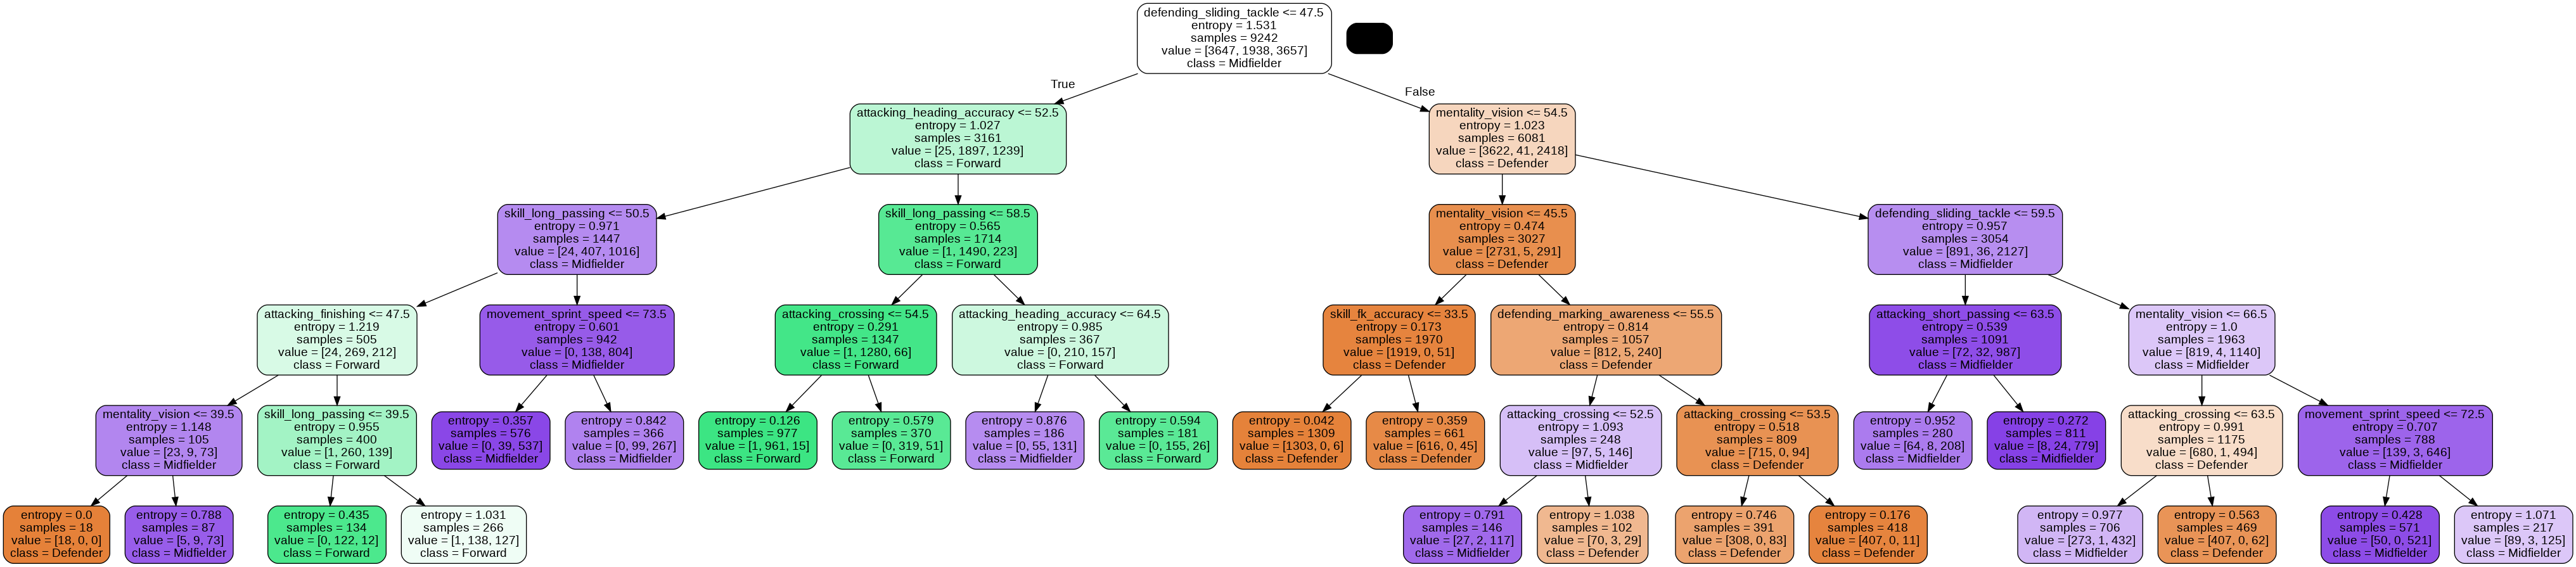 defending_sliding_tackle <= 47.5
entropy = 1.531
samples = 9242
value = [3647, 1938, 3657]
class = Midfielder
True
False
attacking_heading_accuracy <= 52.5
entropy = 1.027
samples = 3161
value = [25, 1897, 1239]
class = Forward
mentality_vision <= 54.5
entropy = 1.023
samples = 6081
value = [3622, 41, 2418]
class = Defender
skill_long_passing <= 50.5
entropy = 0.971
samples = 1447
value = [24, 407, 1016]
class = Midfielder
skill_long_passing <= 58.5
entropy = 0.565
samples = 1714
value = [1, 1490, 223]
class = Forward
mentality_vision <= 45.5
entropy = 0.474
samples = 3027
value = [2731, 5, 291]
class = Defender
defending_sliding_tackle <= 59.5
entropy = 0.957
samples = 3054
value = [891, 36, 2127]
class = Midfielder
attacking_finishing <= 47.5
entropy = 1.219
samples = 505
value = [24, 269, 212]
class = Forward
movement_sprint_speed <= 73.5
entropy = 0.601
samples = 942
value = [0, 138, 804]
class = Midfielder
attacking_crossing <= 54.5
entropy = 0.291
samples = 1347
value = [1, 1280, 66]
class = Forward
attacking_heading_accuracy <= 64.5
entropy = 0.985
samples = 367
value = [0, 210, 157]
class = Forward
skill_fk_accuracy <= 33.5
entropy = 0.173
samples = 1970
value = [1919, 0, 51]
class = Defender
defending_marking_awareness <= 55.5
entropy = 0.814
samples = 1057
value = [812, 5, 240]
class = Defender
attacking_short_passing <= 63.5
entropy = 0.539
samples = 1091
value = [72, 32, 987]
class = Midfielder
mentality_vision <= 66.5
entropy = 1.0
samples = 1963
value = [819, 4, 1140]
class = Midfielder
mentality_vision <= 39.5
entropy = 1.148
samples = 105
value = [23, 9, 73]
class = Midfielder
skill_long_passing <= 39.5
entropy = 0.955
samples = 400
value = [1, 260, 139]
class = Forward
entropy = 0.357
samples = 576
value = [0, 39, 537]
class = Midfielder
entropy = 0.842
samples = 366
value = [0, 99, 267]
class = Midfielder
entropy = 0.126
samples = 977
value = [1, 961, 15]
class = Forward
entropy = 0.579
samples = 370
value = [0, 319, 51]
class = Forward
entropy = 0.876
samples = 186
value = [0, 55, 131]
class = Midfielder
entropy = 0.594
samples = 181
value = [0, 155, 26]
class = Forward
entropy = 0.042
samples = 1309
value = [1303, 0, 6]
class = Defender
entropy = 0.359
samples = 661
value = [616, 0, 45]
class = Defender
attacking_crossing <= 52.5
entropy = 1.093
samples = 248
value = [97, 5, 146]
class = Midfielder
attacking_crossing <= 53.5
entropy = 0.518
samples = 809
value = [715, 0, 94]
class = Defender
entropy = 0.952
samples = 280
value = [64, 8, 208]
class = Midfielder
entropy = 0.272
samples = 811
value = [8, 24, 779]
class = Midfielder
attacking_crossing <= 63.5
entropy = 0.991
samples = 1175
value = [680, 1, 494]
class = Defender
movement_sprint_speed <= 72.5
entropy = 0.707
samples = 788
value = [139, 3, 646]
class = Midfielder
entropy = 0.0
samples = 18
value = [18, 0, 0]
class = Defender
entropy = 0.788
samples = 87
value = [5, 9, 73]
class = Midfielder
entropy = 0.435
samples = 134
value = [0, 122, 12]
class = Forward
entropy = 1.031
samples = 266
value = [1, 138, 127]
class = Forward
entropy = 0.791
samples = 146
value = [27, 2, 117]
class = Midfielder
entropy = 1.038
samples = 102
value = [70, 3, 29]
class = Defender
entropy = 0.746
samples = 391
value = [308, 0, 83]
class = Defender
entropy = 0.176
samples = 418
value = [407, 0, 11]
class = Defender
entropy = 0.977
samples = 706
value = [273, 1, 432]
class = Midfielder
entropy = 0.563
samples = 469
value = [407, 0, 62]
class = Defender
entropy = 0.428
samples = 571
value = [50, 0, 521]
class = Midfielder
entropy = 1.071
samples = 217
value = [89, 3, 125]
class = Midfielder